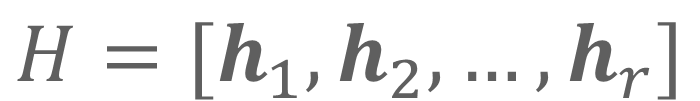 H = [h₁, h₂, … , hᵣ]